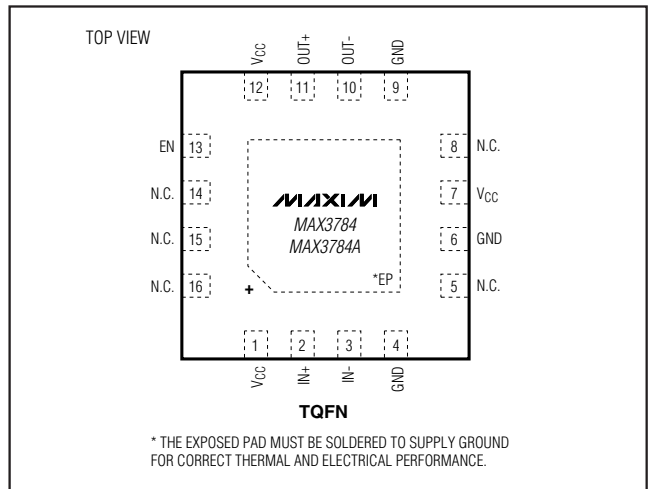 TOP VIEW
VCC OUT+ OUT- GND
12 11 10 9
EN 13 8 N.C.
N.C. 14 7 VCC
MAXIM
MAX3784
MAX3784A
N.C. 15 6 GND
*EP
N.C. 16 5 N.C.
+
1 2 3 4
VCC IN+ IN- GND
TQFN
* THE EXPOSED PAD MUST BE SOLDERED TO SUPPLY GROUND
FOR CORRECT THERMAL AND ELECTRICAL PERFORMANCE.